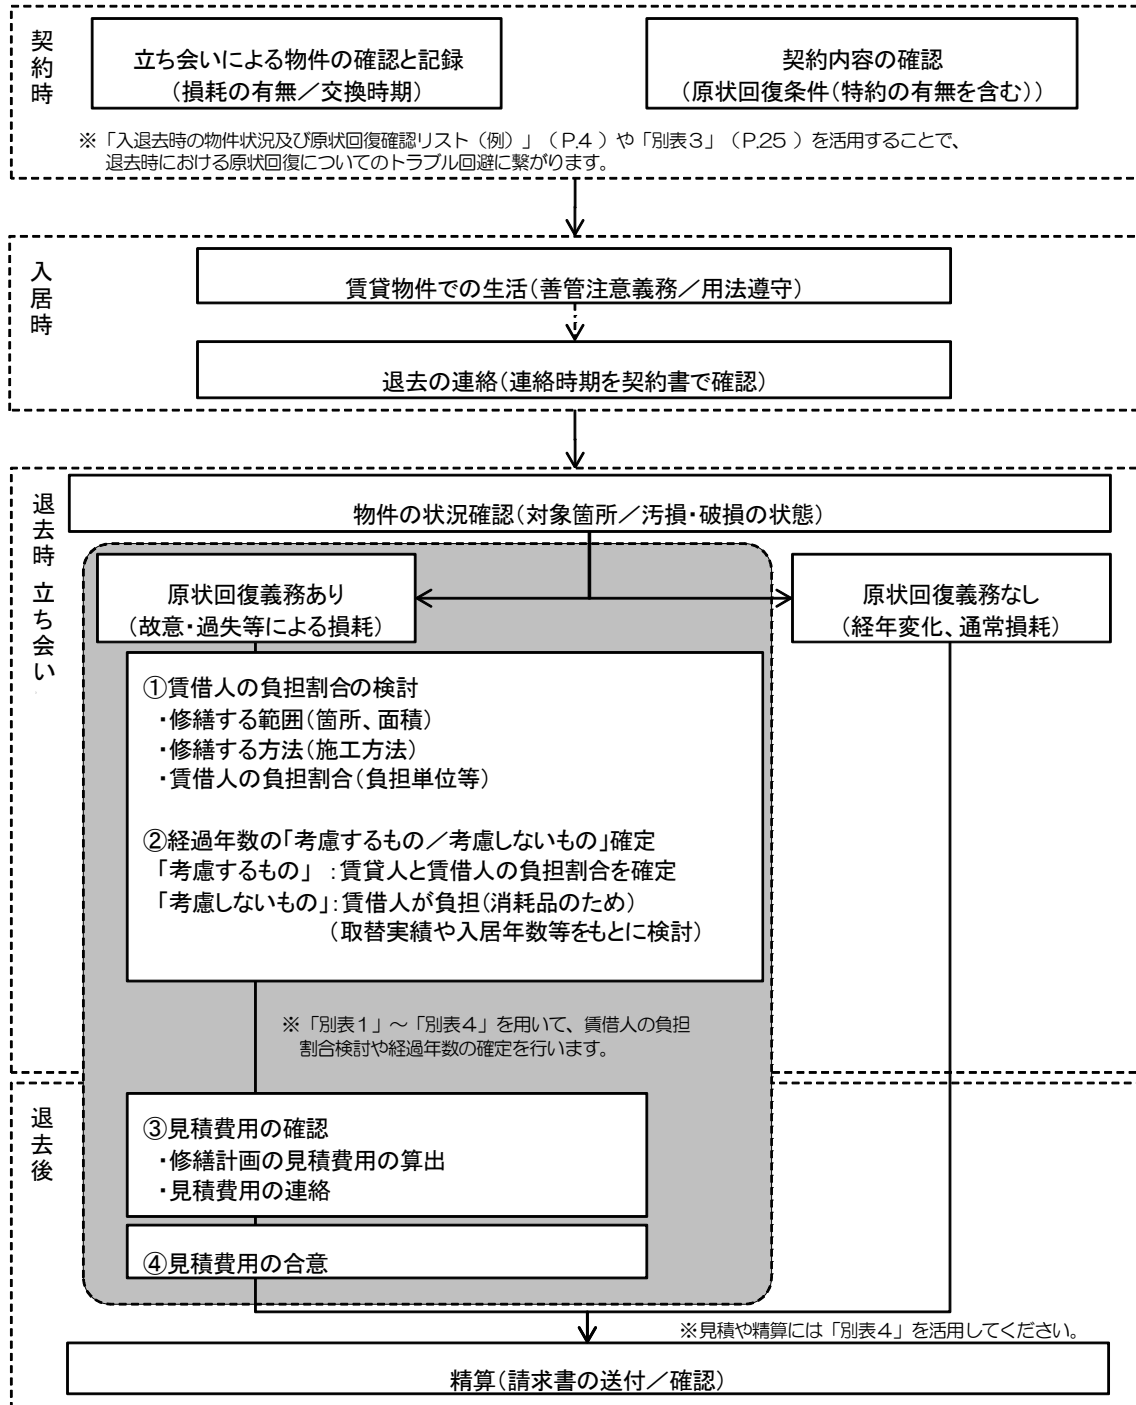 契約時
立ち会いによる物件の確認と記録
(損耗の有無／交換時期)
契約内容の確認
(原状回復条件(特約の有無を含む))
※「入退去時の物件状況及び原状回復確認リスト（例）」（P.4 ）や「別表３」（P.25 ）を活用することで、
退去時における原状回復についてのトラブル回避に繋がります。
入居時
賃貸物件での生活(善管注意義務／用法遵守)
退去の連絡(連絡時期を契約書で確認)
退去時 立ち会い
物件の状況確認(対象箇所／汚損・破損の状態)
原状回復義務あり
(故意・過失等による損耗)
原状回復義務なし
(経年変化、通常損耗)
①賃借人の負担割合の検討
・修繕する範囲(箇所、面積)
・修繕する方法(施工方法)
・賃借人の負担割合(負担単位等)
②経過年数の「考慮するもの／考慮しないもの」確定
「考慮するもの」 ：賃貸人と賃借人の負担割合を確定
「考慮しないもの」：賃借人が負担(消耗品のため)
(取替実績や入居年数等をもとに検討)
※「別表１」～「別表４」を用いて、賃借人の負担
割合検討や経過年数の確定を行います。
退去後
③見積費用の確認
・修繕計画の見積費用の算出
・見積費用の連絡
④見積費用の合意
※見積や精算には「別表４」を活用してください。
精算(請求書の送付／確認)